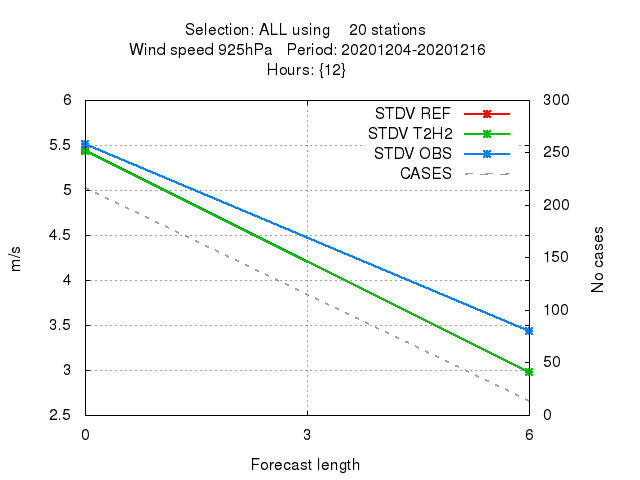 Selection: ALL using 20 stations
Wind speed 925hPa Period: 20201204-20201216
Hours: {12}
6
5.5
5
4.5
4
3.5
3
2.5
m/s
STDV REF
STDV T2H2
STDV OBS
CASES
300
250
200
150
100
50
0
No cases
0 3 6
Forecast length